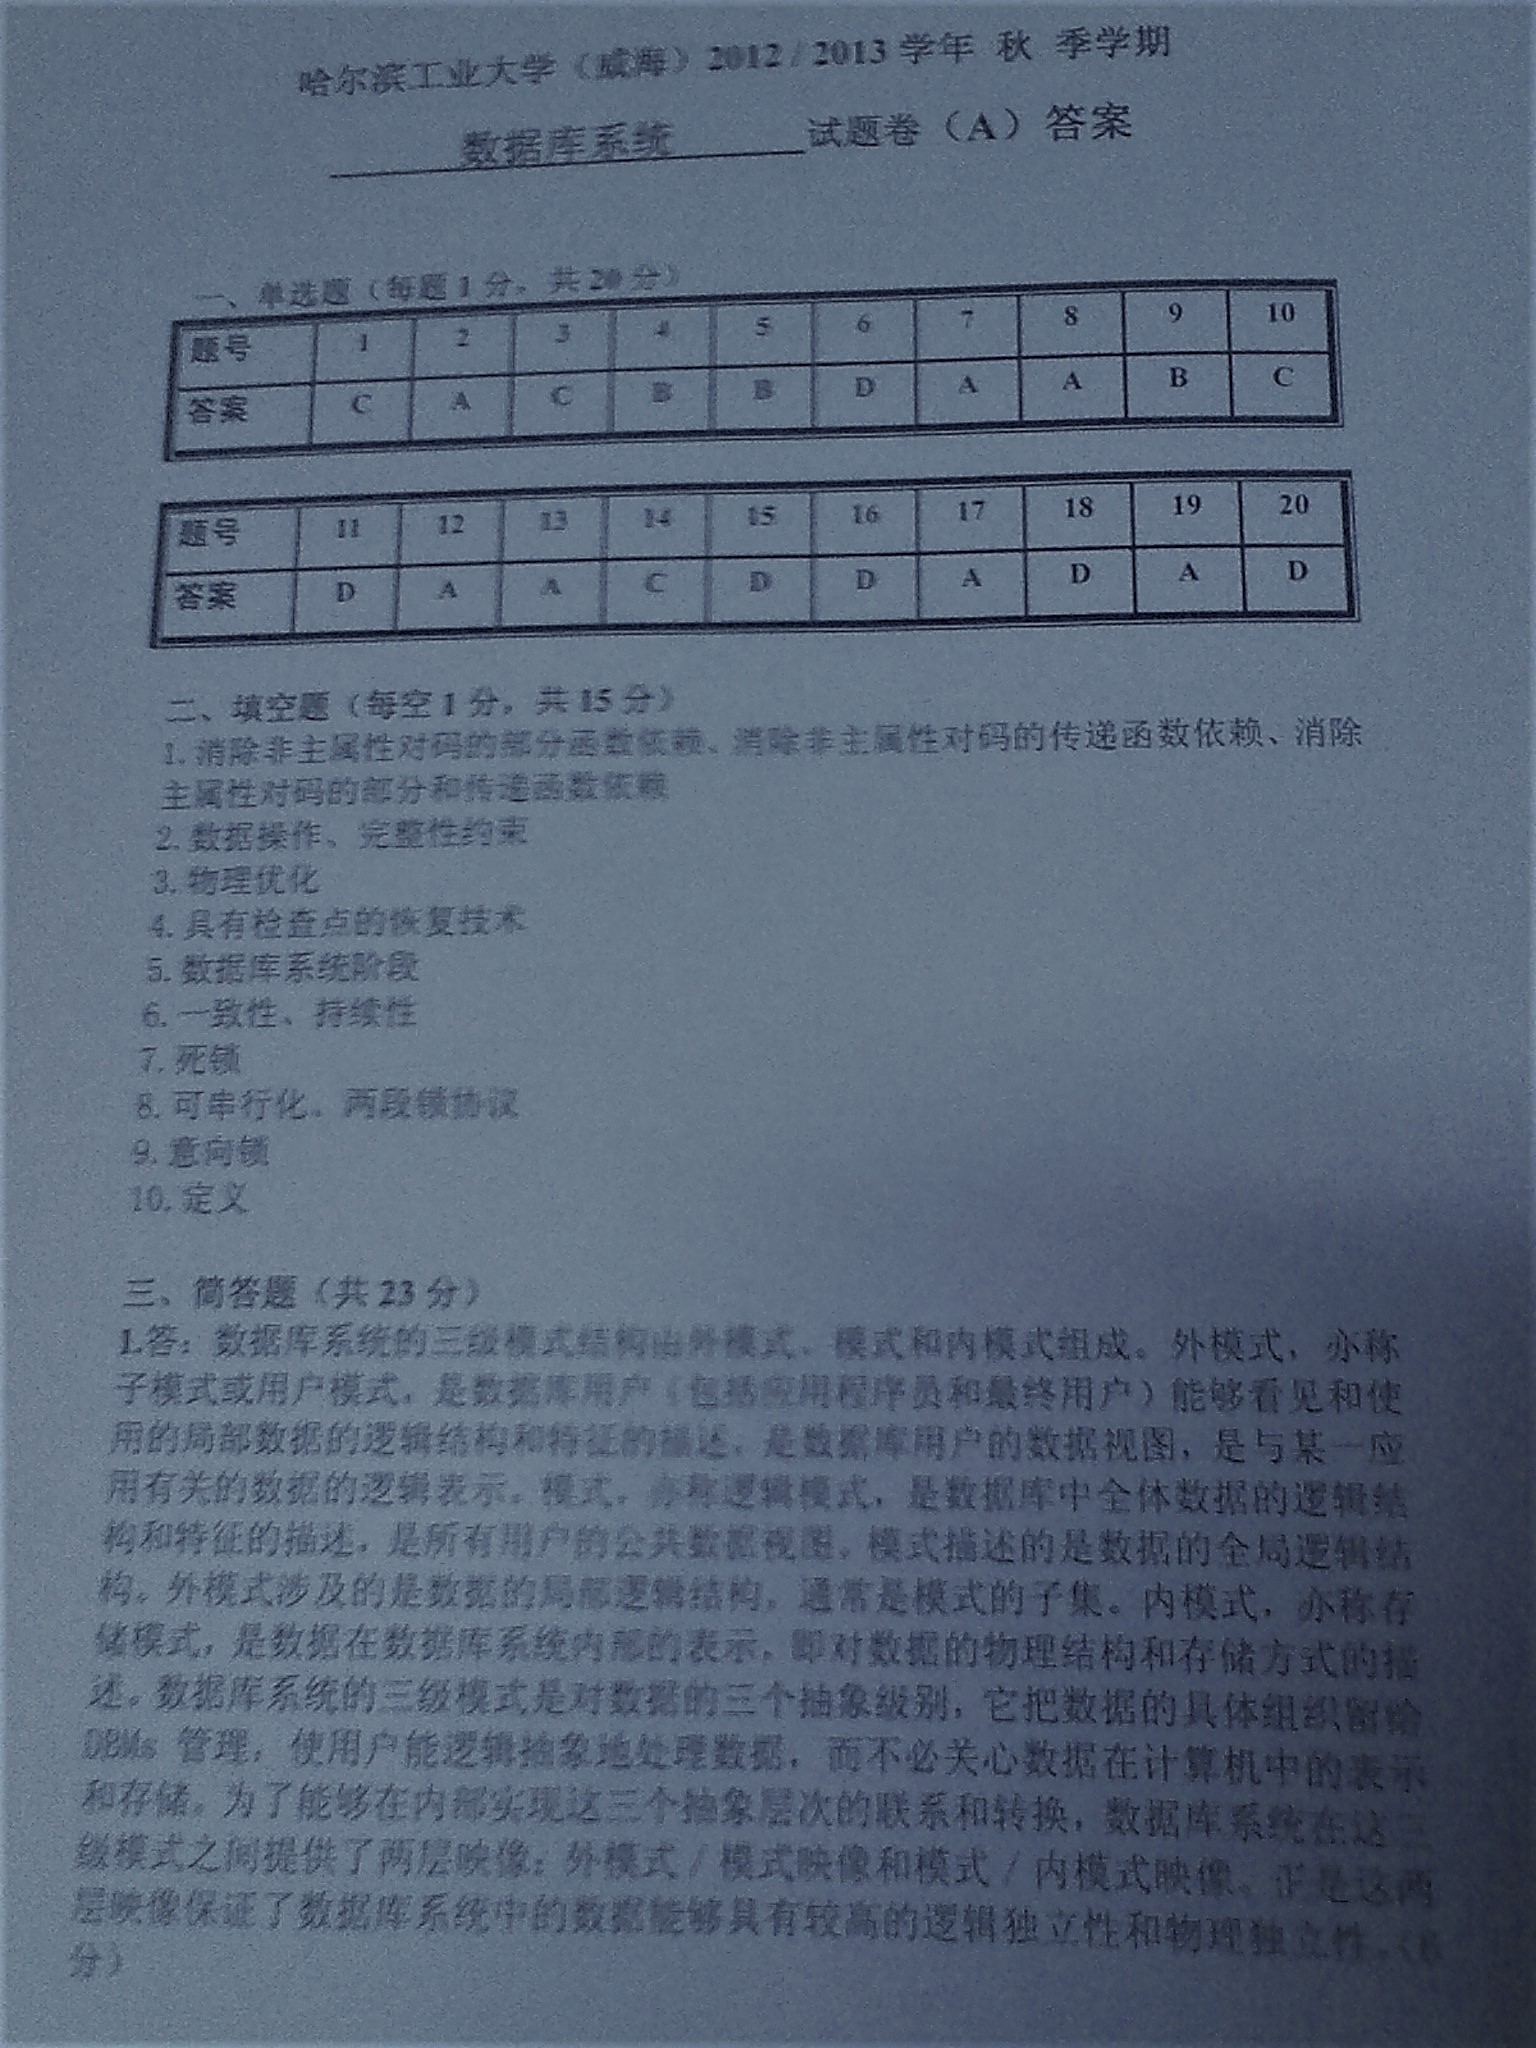 哈尔滨工业大学（威海）2012 / 2013 学年 秋 季学期
数据库系统 试题卷（A）答案
一、单选题（每题 1 分，共 20 分）
题号 1 2 3 4 5 6 7 8 9 10
答案 C A C B B D A A B C
题号 11 12 13 14 15 16 17 18 19 20
答案 D A A C D D A D A D
二、填空题（每空 1 分，共 15 分）
1. 消除非主属性对码的部分函数依赖、消除非主属性对码的传递函数依赖、消除
主属性对码的部分和传递函数依赖
2. 数据操作、完整性约束
3. 物理优化
4. 具有检查点的恢复技术
5. 数据库系统阶段
6. 一致性、持续性
7. 死锁
8. 可串行化、两段锁协议
9. 意向锁
10. 定义
三、简答题（共 23 分）
1.答：数据库系统的三级模式结构由外模式、模式和内模式组成。外模式，亦称
子模式或用户模式，是数据库用户（包括应用程序员和最终用户）能够看见和使
用的局部数据的逻辑结构和特征的描述，是数据库用户的数据视图，是与某一应
用有关的数据的逻辑表示。模式，亦称逻辑模式，是数据库中全体数据的逻辑结
构和特征的描述，是所有用户的公共数据视图。模式描述的是数据的全局逻辑结
构。外模式涉及的是数据的局部逻辑结构，通常是模式的子集。内模式，亦称存
储模式，是数据在数据库系统内部的表示，即对数据的物理结构和存储方式的描
述。数据库系统的三级模式是对数据的三个抽象级别，它把数据的具体组织留给
DBMs 管理，使用户能逻辑抽象地处理数据，而不必关心数据在计算机中的表示
和存储。为了能够在内部实现这三个抽象层次的联系和转换，数据库系统在这三
级模式之间提供了两层映像：外模式 / 模式映像和模式 / 内模式映像。正是这两
层映像保证了数据库系统中的数据能够具有较高的逻辑独立性和物理独立性。（6
分）